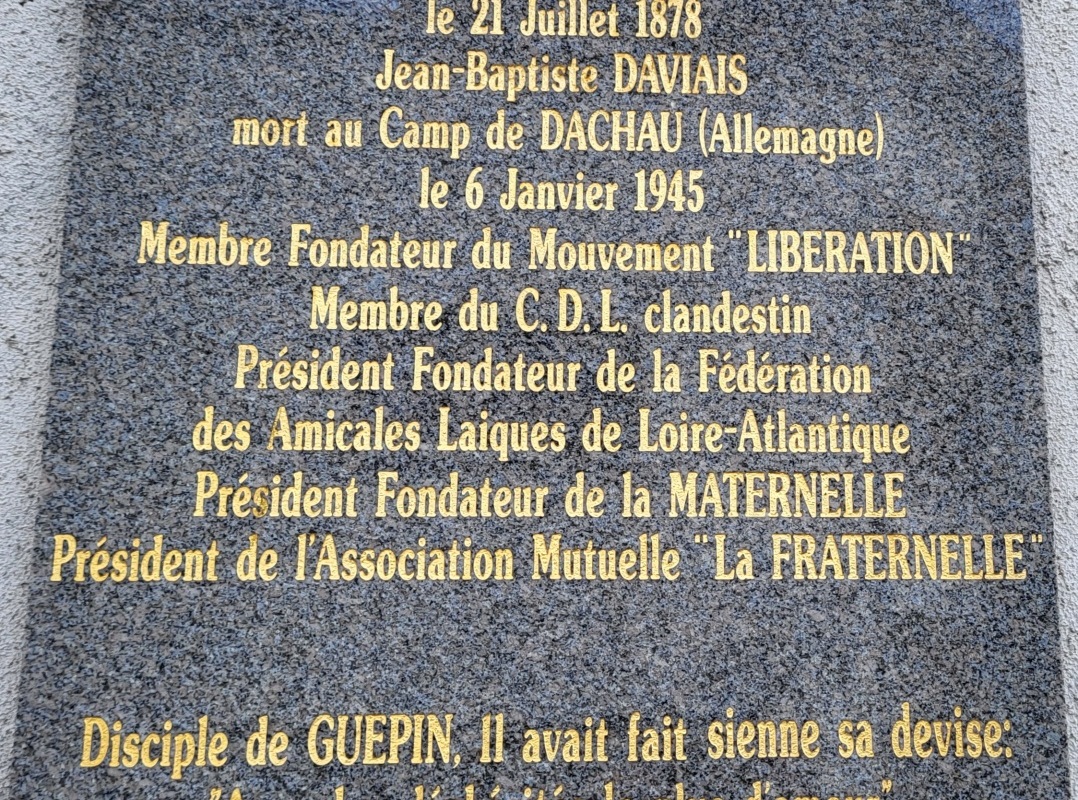 le 21 Juillet 1878
Jean-Baptiste DAVIAIS
mort au Camp de DACHAU (Allemagne)
le 6 Janvier 1945
Membre Fondateur du Mouvement "LIBERATION"
Membre du C.D.L. clandestin
Président Fondateur de la Fédération
des Amicales Laiques de Loire-Atlantique
Président Fondateur de la MATERNELLE
Président de l'Association Mutuelle "La FRATERNELLE"
Disciple de GUEPIN, Il avait fait sienne sa devise:
plus d'amour"